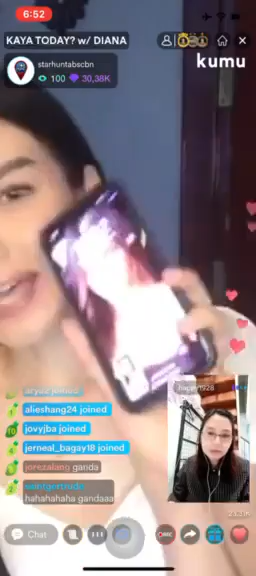 6:52
KAYA TODAY? w/ DIANA
starhuntabscbn
100 30,38K
kumu
alieshang24 joined
jovyjba joined
jerneal_bagay18 joined
jorezalang ganda
hahahahaha gandaaa
Chat